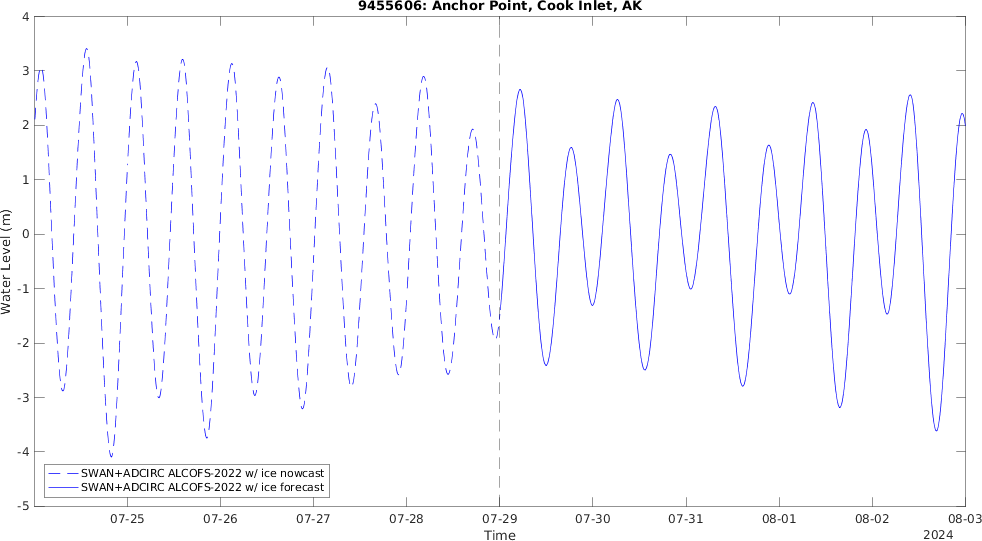 9455606: Anchor Point, Cook Inlet, AK
4
3
2
1
0
-1
-2
-3
-4
-5
Water Level (m)
SWAN+ADCIRC ALCOFS-2022 w/ ice nowcast
SWAN+ADCIRC ALCOFS-2022 w/ ice forecast
07-25 07-26 07-27 07-28 07-29 07-30 07-31 08-01 08-02 08-03
Time
2024